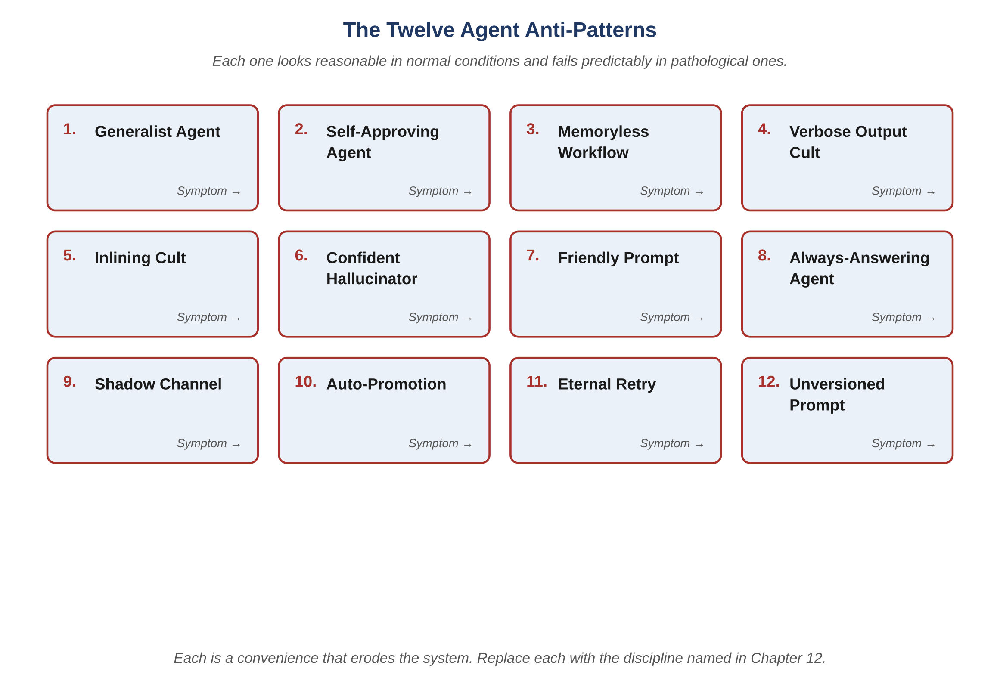 The Twelve Agent Anti-Patterns
Each one looks reasonable in normal conditions and fails predictably in pathological ones.
1. Generalist Agent
Symptom →
2. Self-Approving
Agent
Symptom →
3. Memoryless
Workflow
Symptom →
4. Verbose Output
Cult
Symptom →
5. Inlining Cult
Symptom →
6. Confident
Hallucinator
Symptom →
7. Friendly Prompt
Symptom →
8. Always-Answering
Agent
Symptom →
9. Shadow Channel
Symptom →
10. Auto-Promotion
Symptom →
11. Eternal Retry
Symptom →
12. Unversioned
Prompt
Symptom →
Each is a convenience that erodes the system. Replace each with the discipline named in Chapter 12.